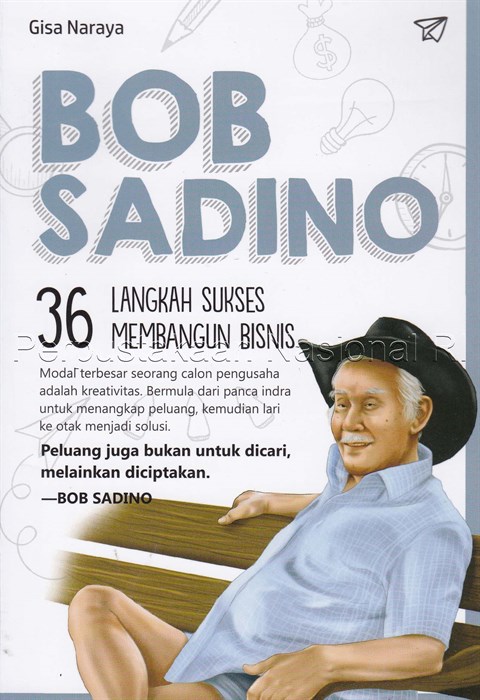 Gisa Naraya
BOB
SADINO
36
LANGKAH SUKSES
MEMBANGUN BISNIS
Perpustakaan Nasional R.
Modal terbesar seorang calon pengusaha
adalah kreativitas. Bermula dari panca indra
untuk menangkap peluang, kemudian lari
ke otak menjadi solusi.
Peluang juga bukan untuk dicari,
melainkan diciptakan.
—BOB SADINO